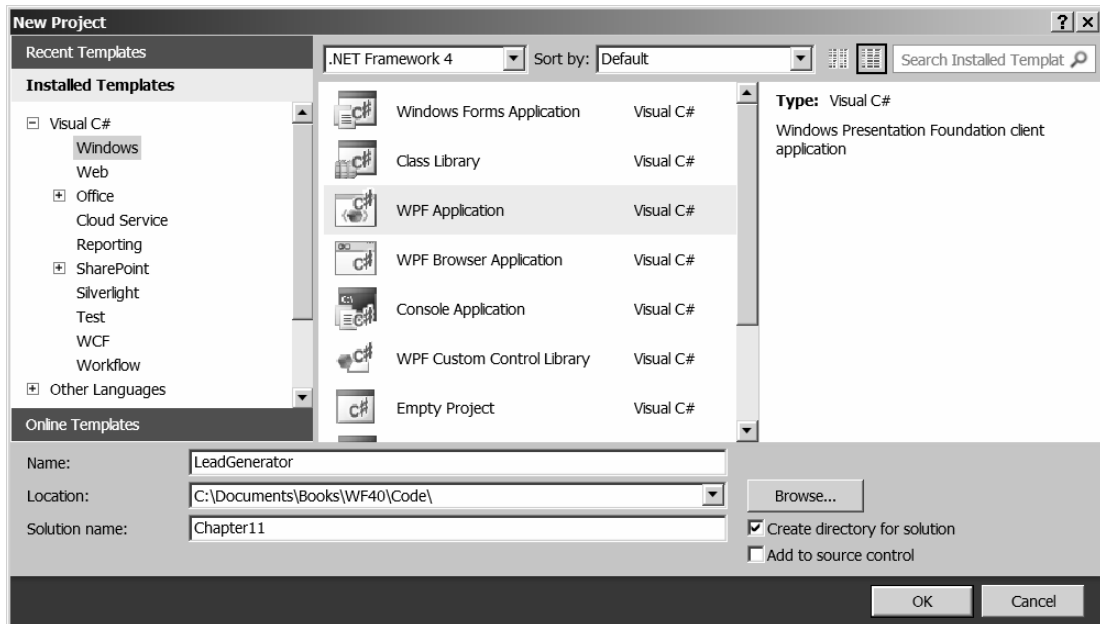 New Project
Recent Templates
Installed Templates
Visual C#
Windows
Web
Office
Cloud Service
Reporting
SharePoint
Silverlight
Test
WCF
Workflow
Other Languages
Online Templates
.NET Framework 4 Sort by: Default Search Installed Templat
Windows Forms Application Visual C#
Class Library Visual C#
WPF Application Visual C#
WPF Browser Application Visual C#
Console Application Visual C#
WPF Custom Control Library Visual C#
Empty Project Visual C#
Type: Visual C#
Windows Presentation Foundation client
application
Name: LeadGenerator
Location: C:\Documents\Books\WF40\Code\ Browse...
Solution name: Chapter11
Create directory for solution
Add to source control
OK Cancel